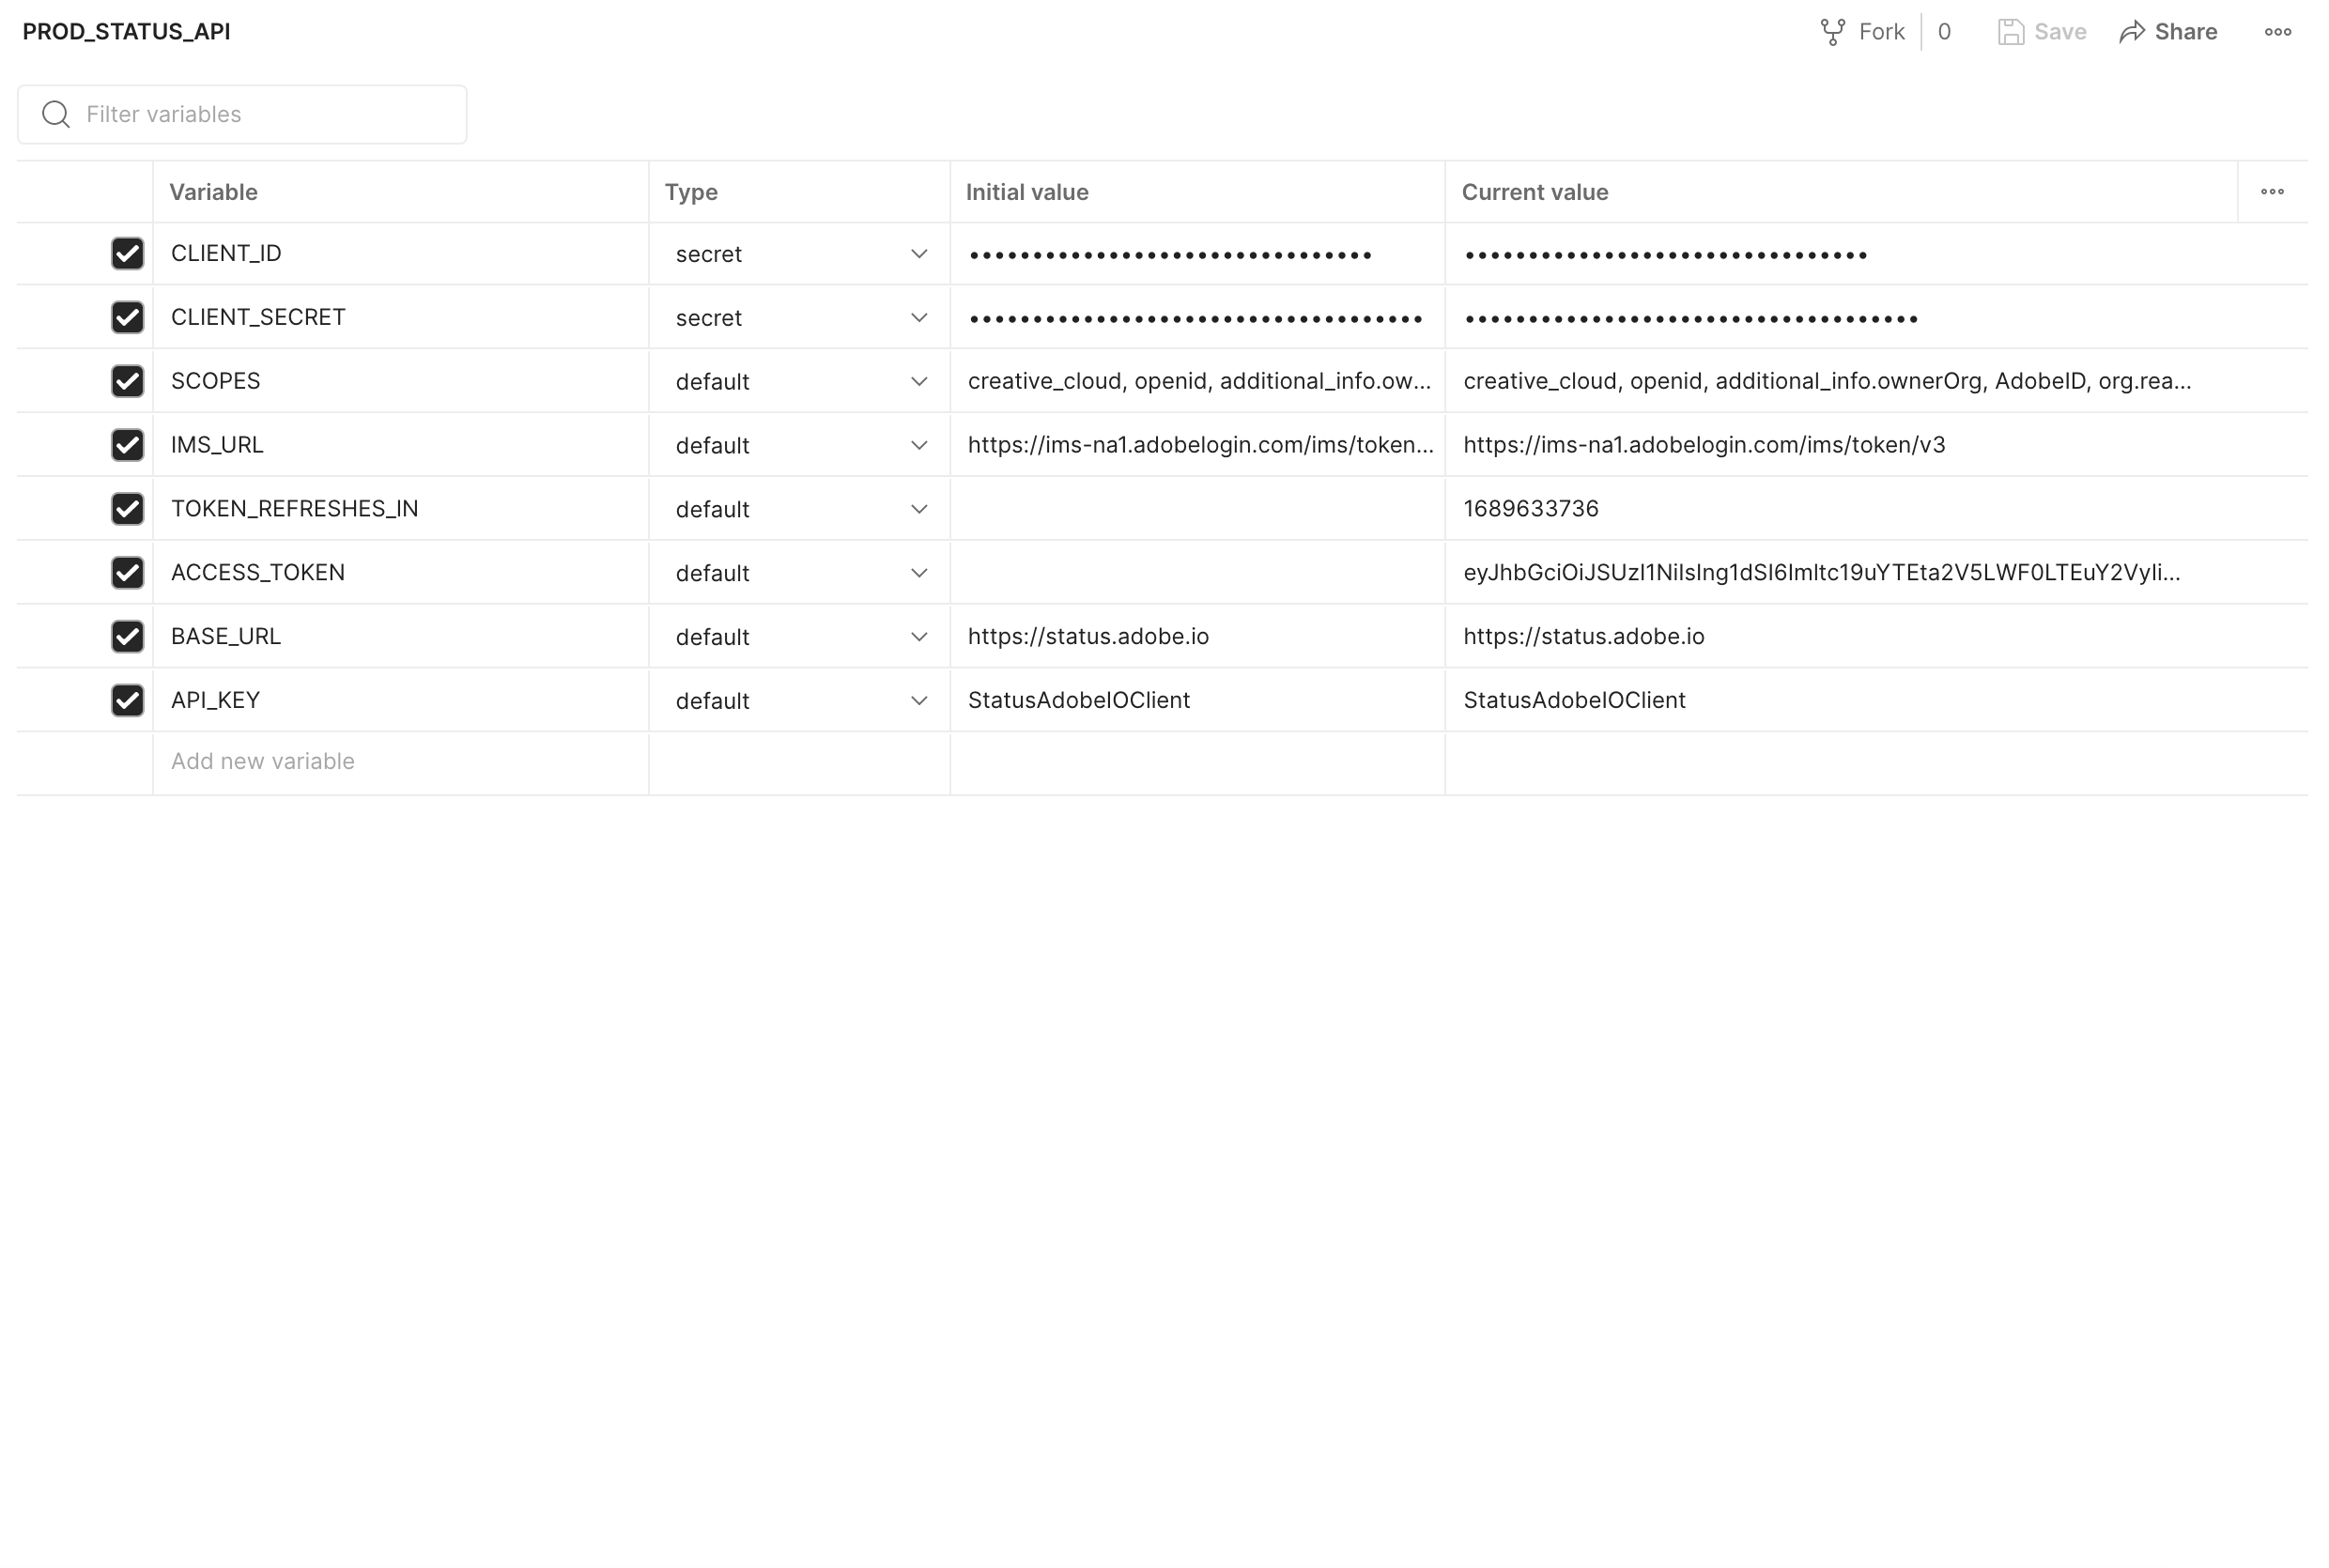 PROD_STATUS_API Fork 0 Save Share
Filter variables
Variable Type Initial value Current value
CLIENT_ID secret •••••••••••••••••••••••••••••••• ••••••••••••••••••••••••••••••••
CLIENT_SECRET secret •••••••••••••••••••••••••••••••••••• ••••••••••••••••••••••••••••••••••••
SCOPES default creative_cloud, openid, additional_info.ow... creative_cloud, openid, additional_info.ownerOrg, AdobeID, org.rea...
IMS_URL default https://ims-na1.adobelogin.com/ims/token... https://ims-na1.adobelogin.com/ims/token/v3
TOKEN_REFRESHES_IN default 1689633736
ACCESS_TOKEN default eyJhbGciOiJSUzI1NiIsIng1dSI6Imltc19uYTEta2V5LWF0LTEuY2VyIi...
BASE_URL default https://status.adobe.io https://status.adobe.io
API_KEY default StatusAdobeIOClient StatusAdobeIOClient
Add new variable